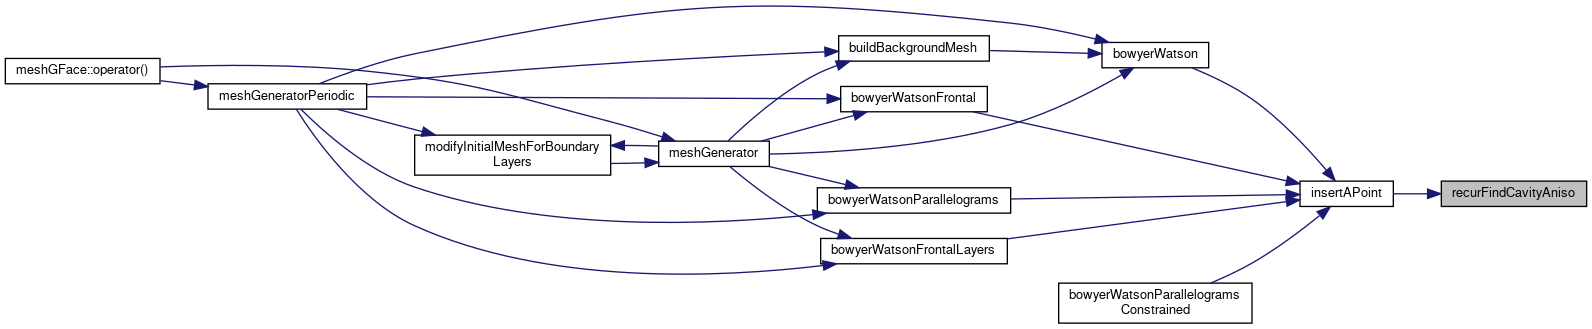 meshGFace::operator()
meshGeneratorPeriodic
modifyInitialMeshForBoundary
Layers
meshGenerator
buildBackgroundMesh
bowyerWatsonFrontal
bowyerWatsonParallelograms
bowyerWatsonFrontalLayers
bowyerWatson
bowyerWatsonParallelograms
Constrained
insertAPoint
recurFindCavityAniso